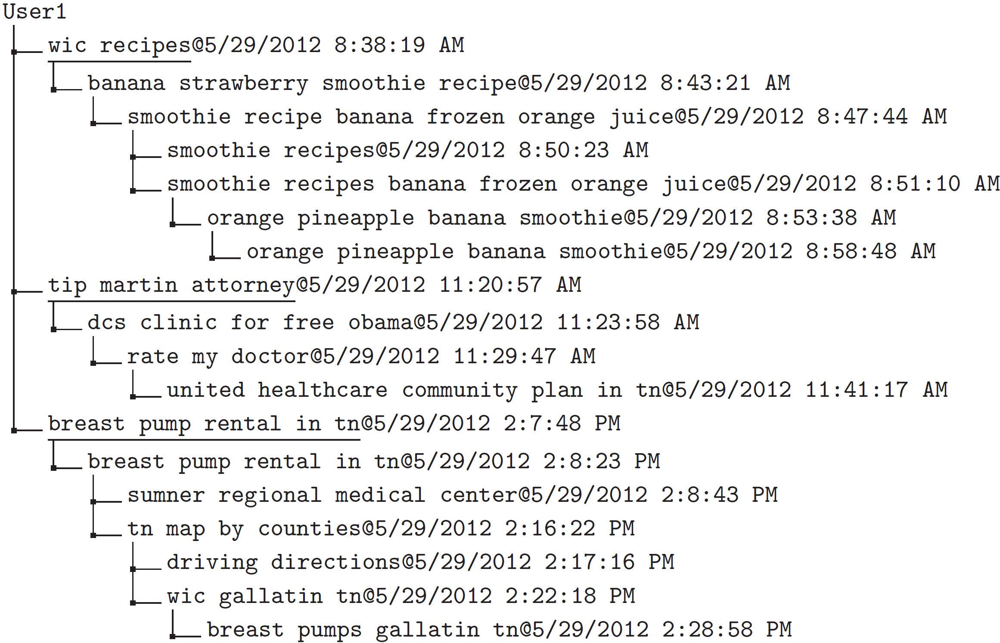 User1
wic recipes@5/29/2012 8:38:19 AM
banana strawberry smoothie recipe@5/29/2012 8:43:21 AM
smoothie recipe banana frozen orange juice@5/29/2012 8:47:44 AM
smoothie recipes@5/29/2012 8:50:23 AM
smoothie recipes banana frozen orange juice@5/29/2012 8:51:10 AM
orange pineapple banana smoothie@5/29/2012 8:53:38 AM
orange pineapple banana smoothie@5/29/2012 8:58:48 AM
tip martin attorney@5/29/2012 11:20:57 AM
dcs clinic for free obama@5/29/2012 11:23:58 AM
rate my doctor@5/29/2012 11:29:47 AM
united healthcare community plan in tn@5/29/2012 11:41:17 AM
breast pump rental in tn@5/29/2012 2:7:48 PM
breast pump rental in tn@5/29/2012 2:8:23 PM
sumner regional medical center@5/29/2012 2:8:43 PM
tn map by counties@5/29/2012 2:16:22 PM
driving directions@5/29/2012 2:17:16 PM
wic gallatin tn@5/29/2012 2:22:18 PM
breast pumps gallatin tn@5/29/2012 2:28:58 PM